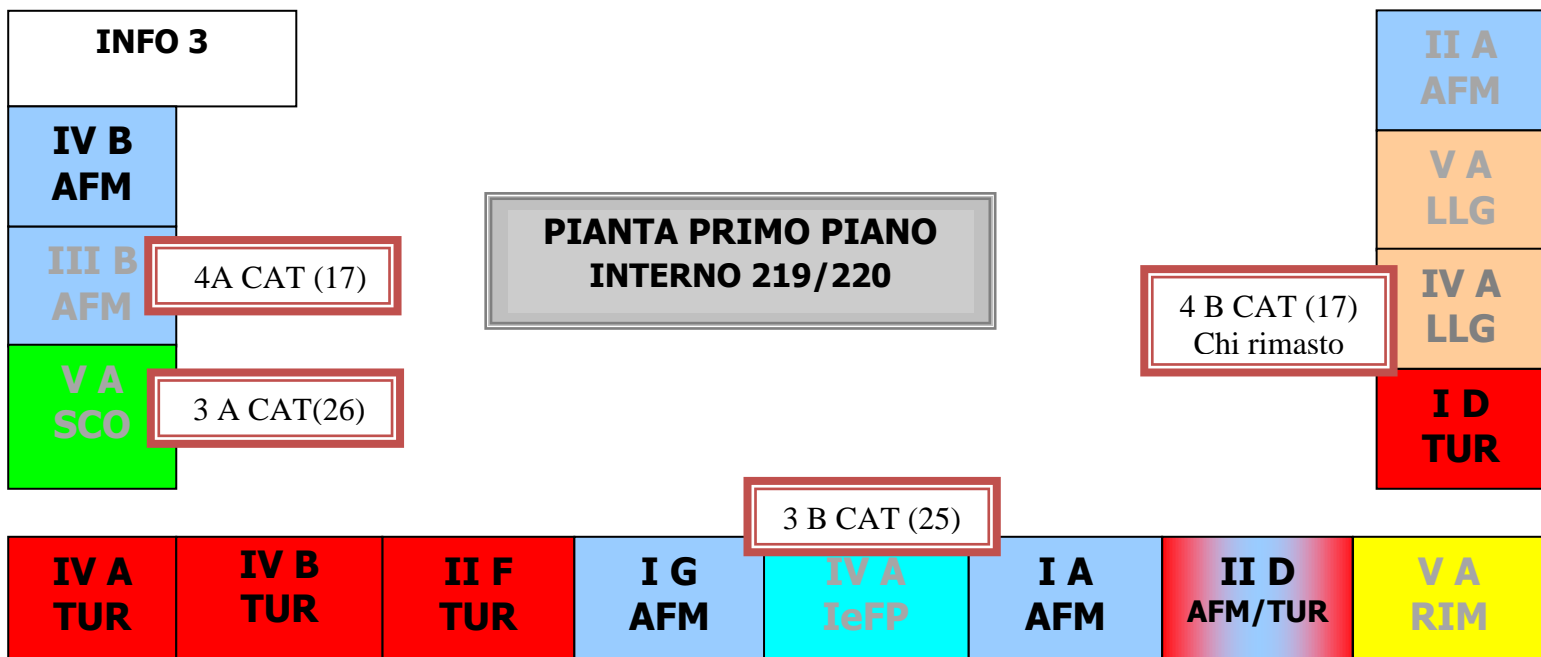 INFO 3
IV B
AFM
III B
AFM
4A CAT (17)
V A
SCO
3 A CAT(26)
PIANTA PRIMO PIANO
INTERNO 219/220
II A
AFM
V A
LLG
IV A
LLG
4 B CAT (17)
Chi rimasto
I D
TUR
3 B CAT (25)
IV A
TUR
IV B
TUR
II F
TUR
I G
AFM
IV A
IeFP
I A
AFM
II D
AFM/TUR
V A
RIM